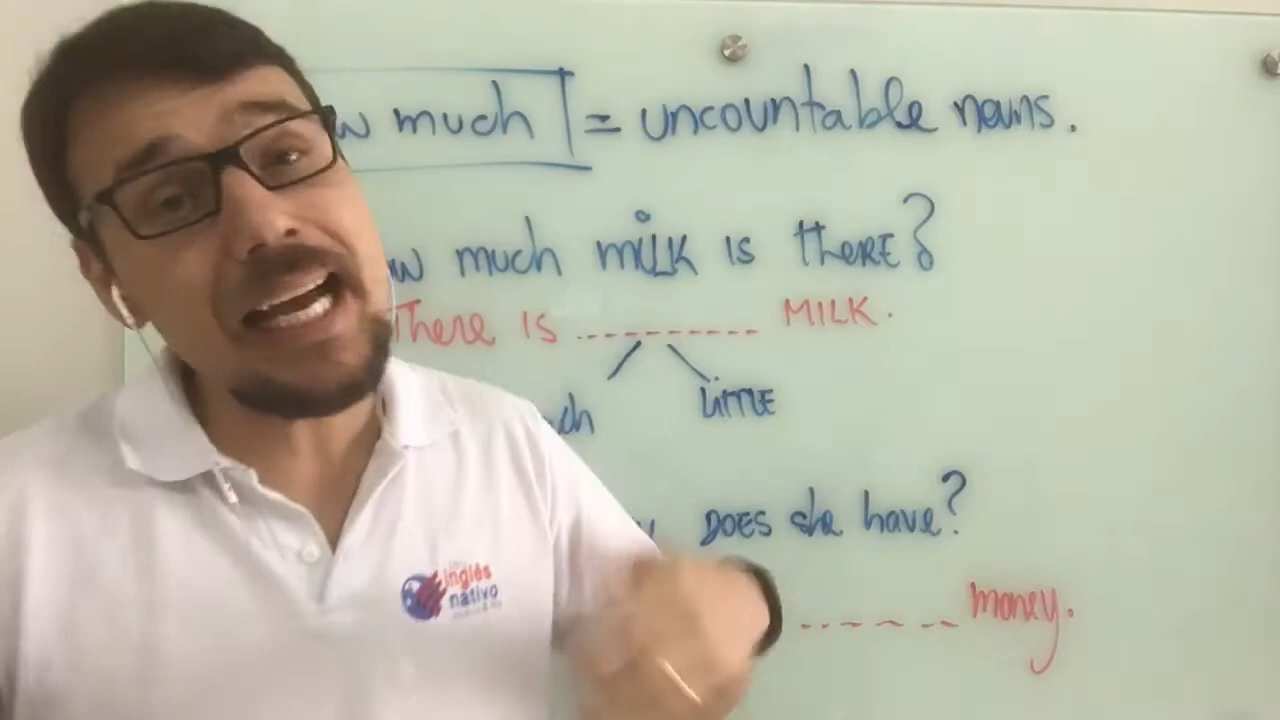 w much = uncountable nouns.
w much milk is there?
There is ........... MILK.
ch LITTLE
DOES she have?
...... money.
inglés
nativo